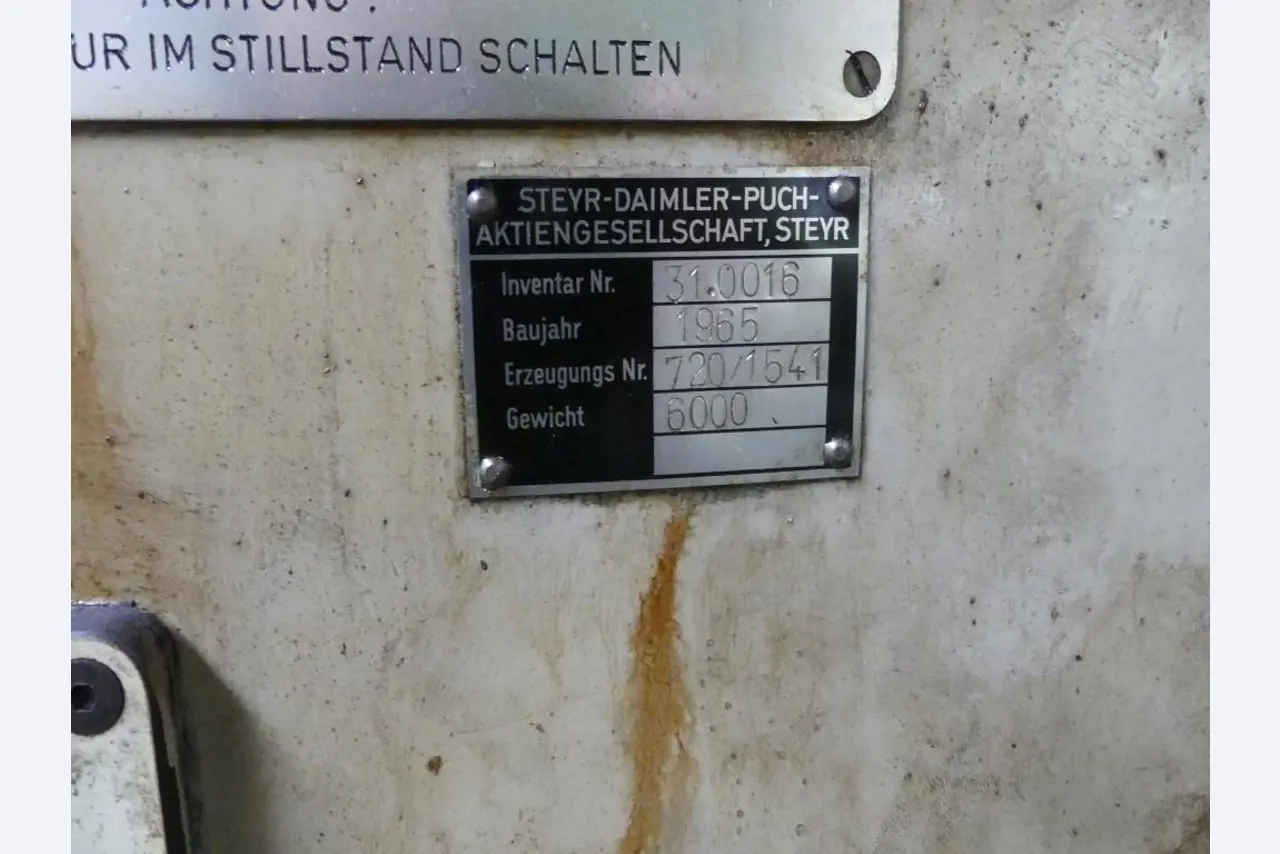 ACHTUNG !
UR IM STILLSTAND SCHALTEN
STEYR-DAIMLER-PUCH-
AKTIENGESELLSCHAFT, STEYR
Inventar Nr. 31.0016
Baujahr 1965
Erzeugungs Nr. 720/1541
Gewicht 6000